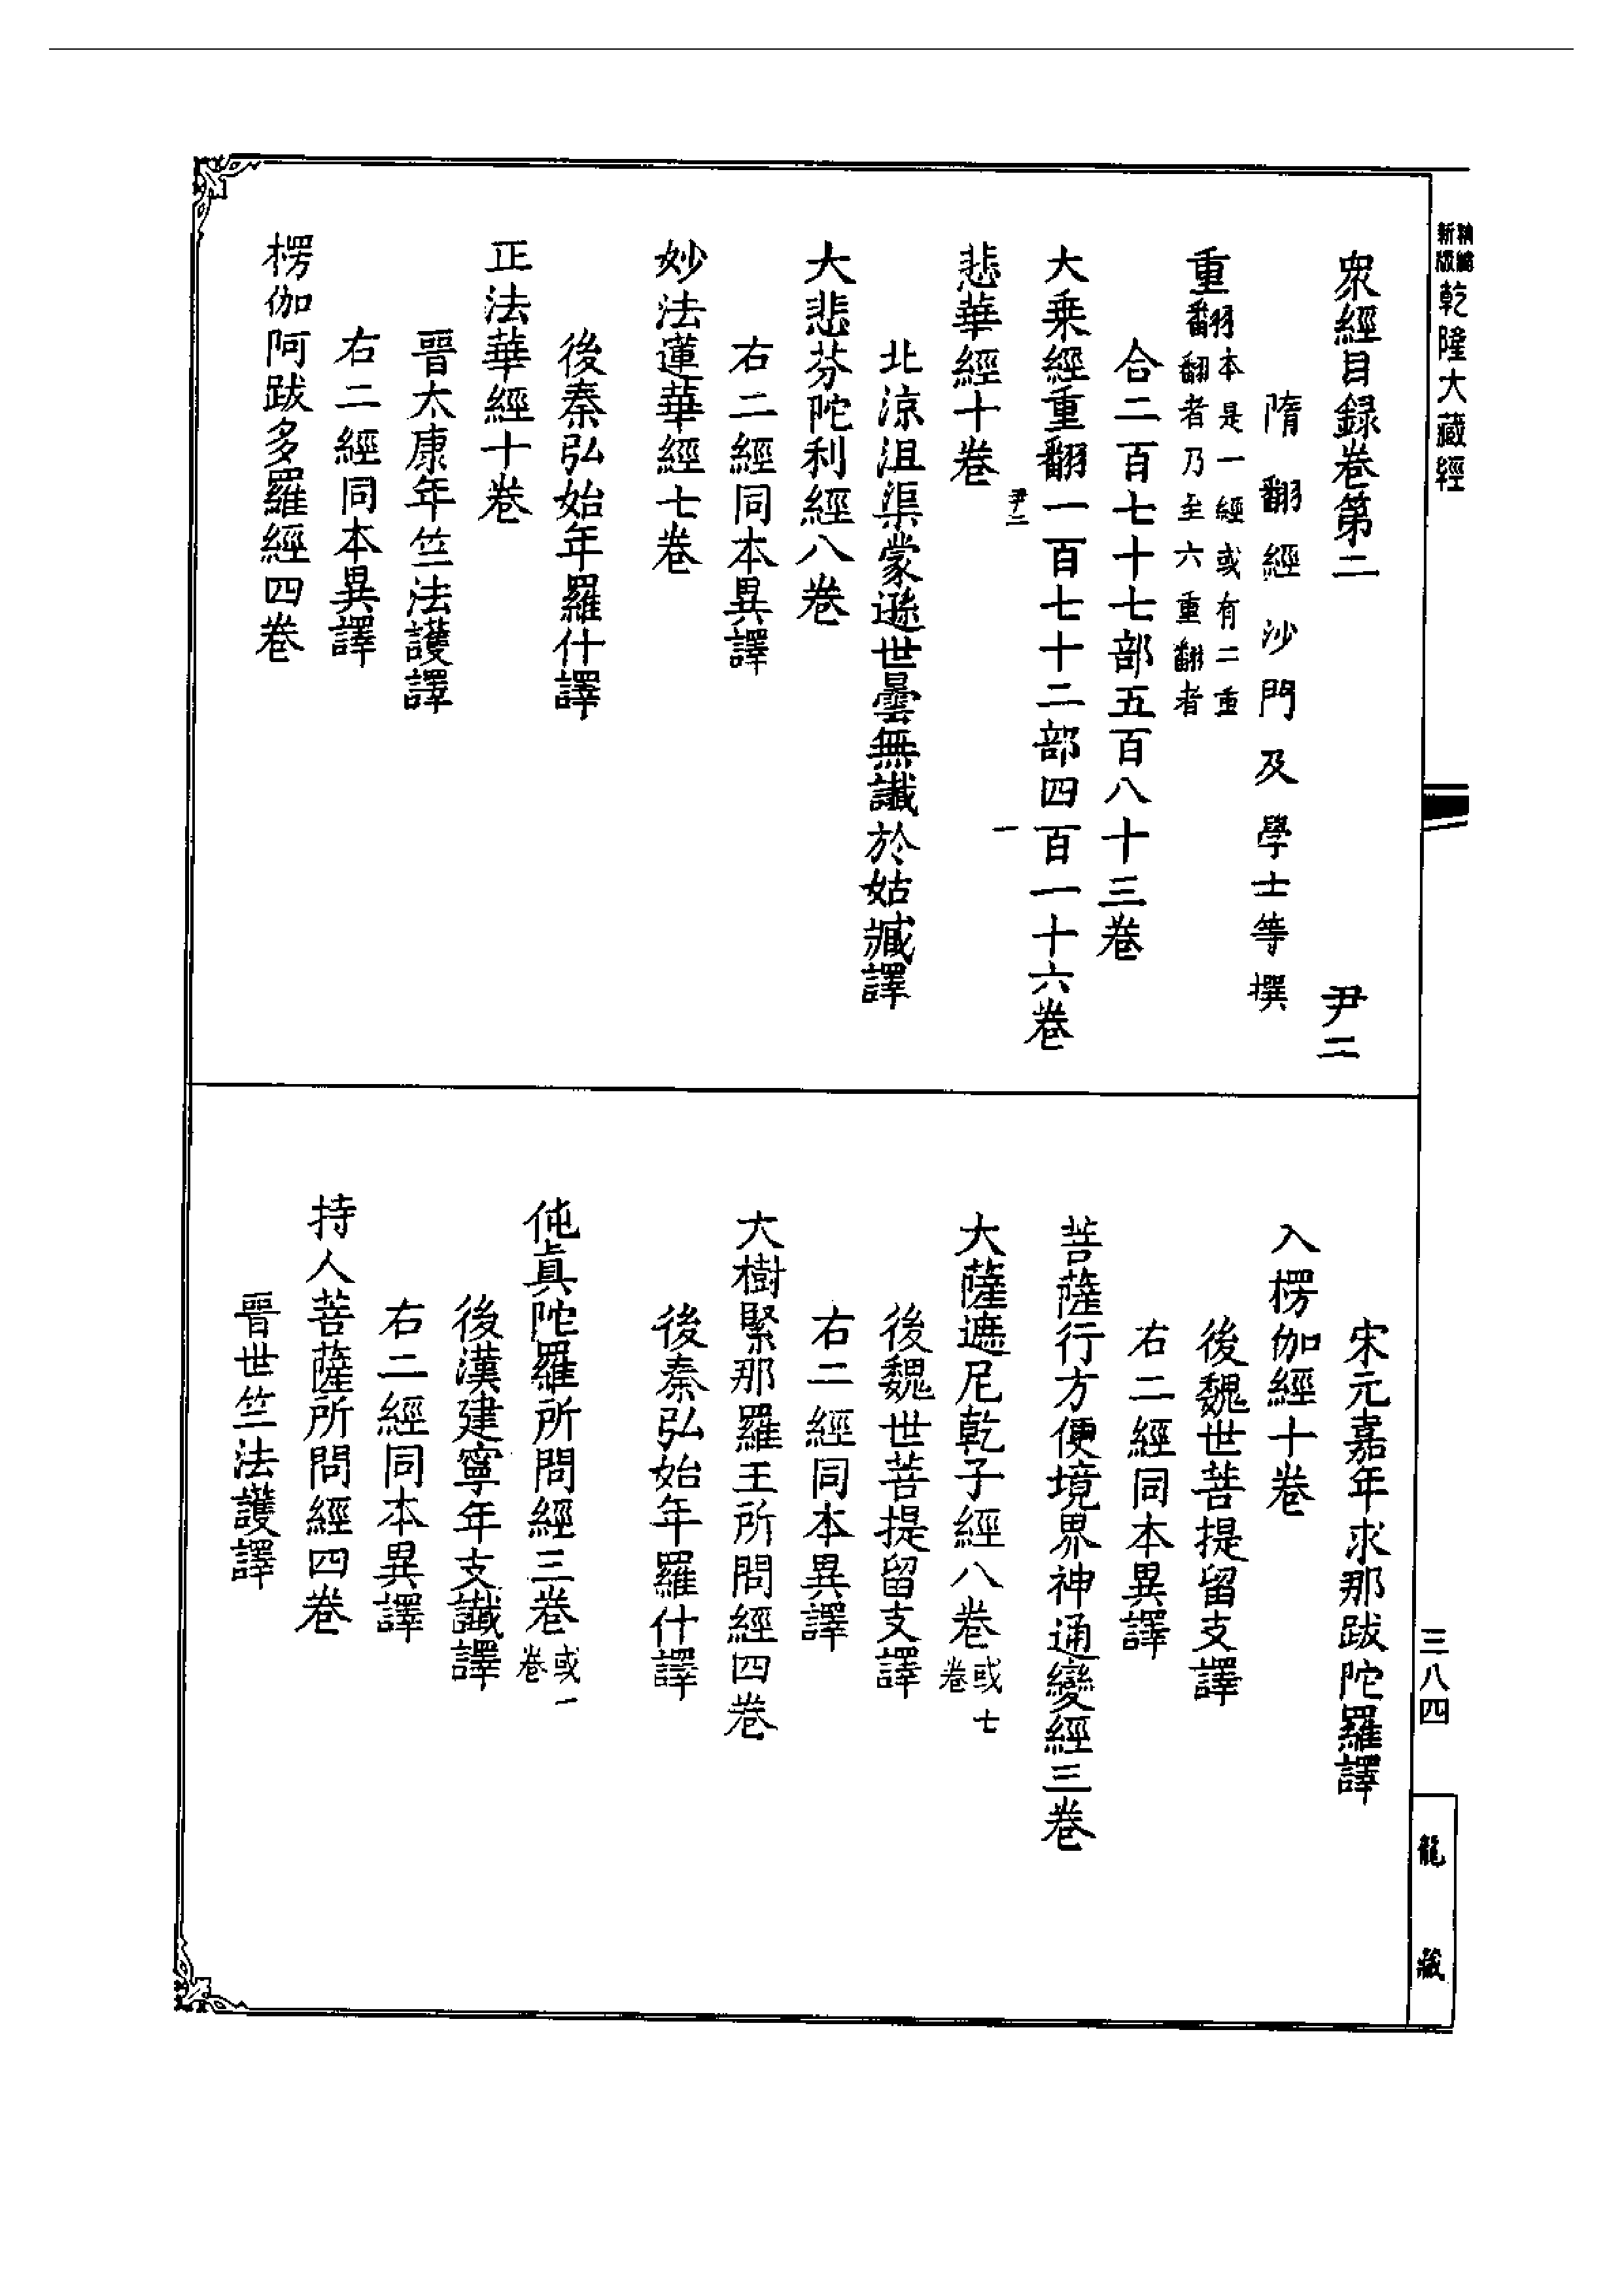 精縮
新版
乾隆大藏經
衆經目録卷第二
尹二
隋翻經沙門及學士等撰
重翻
本是一經或有二重
翻者乃至六重翻者
合二百七十七部五百八十三卷
大乗經重翻一百七十二部四百一十六卷
尹二
一
悲華經十卷
北涼沮渠蒙遜世曇無讖於姑臧譯
大悲芬陀利經八卷
右二經同本異譯
妙法蓮華經七卷
後秦弘始年羅什譯
正法華經十卷
晉太康年竺法護譯
右二經同本異譯
楞伽阿跋多羅經四卷
宋元嘉年求那跋陀羅譯
入楞伽經十卷
後魏世菩提留支譯
右二經同本異譯
菩薩行方便境界神通變經三卷
大薩遮尼乾子經八卷
或七
卷
後魏世菩提留支譯
右二經同本異譯
大樹緊那羅王所問經四卷
後秦弘始年羅什譯
伅真陀羅所問經三卷
或一
卷
後漢建寧年支讖譯
右二經同本異譯
持人菩薩所問經四卷
晉世竺法護譯
三八四
龍藏